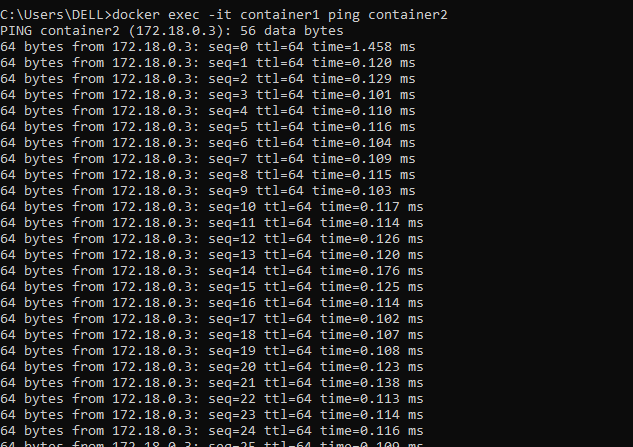 C:\Users\DELL>docker exec -it container1 ping container2
PING container2 (172.18.0.3): 56 data bytes
64 bytes from 172.18.0.3: seq=0 ttl=64 time=1.458 ms
64 bytes from 172.18.0.3: seq=1 ttl=64 time=0.120 ms
64 bytes from 172.18.0.3: seq=2 ttl=64 time=0.129 ms
64 bytes from 172.18.0.3: seq=3 ttl=64 time=0.101 ms
64 bytes from 172.18.0.3: seq=4 ttl=64 time=0.110 ms
64 bytes from 172.18.0.3: seq=5 ttl=64 time=0.116 ms
64 bytes from 172.18.0.3: seq=6 ttl=64 time=0.104 ms
64 bytes from 172.18.0.3: seq=7 ttl=64 time=0.109 ms
64 bytes from 172.18.0.3: seq=8 ttl=64 time=0.115 ms
64 bytes from 172.18.0.3: seq=9 ttl=64 time=0.103 ms
64 bytes from 172.18.0.3: seq=10 ttl=64 time=0.117 ms
64 bytes from 172.18.0.3: seq=11 ttl=64 time=0.114 ms
64 bytes from 172.18.0.3: seq=12 ttl=64 time=0.126 ms
64 bytes from 172.18.0.3: seq=13 ttl=64 time=0.120 ms
64 bytes from 172.18.0.3: seq=14 ttl=64 time=0.176 ms
64 bytes from 172.18.0.3: seq=15 ttl=64 time=0.125 ms
64 bytes from 172.18.0.3: seq=16 ttl=64 time=0.114 ms
64 bytes from 172.18.0.3: seq=17 ttl=64 time=0.102 ms
64 bytes from 172.18.0.3: seq=18 ttl=64 time=0.107 ms
64 bytes from 172.18.0.3: seq=19 ttl=64 time=0.108 ms
64 bytes from 172.18.0.3: seq=20 ttl=64 time=0.123 ms
64 bytes from 172.18.0.3: seq=21 ttl=64 time=0.138 ms
64 bytes from 172.18.0.3: seq=22 ttl=64 time=0.113 ms
64 bytes from 172.18.0.3: seq=23 ttl=64 time=0.114 ms
64 bytes from 172.18.0.3: seq=24 ttl=64 time=0.116 ms
64 bytes from 172.18.0.3: seq=25 ttl=64 time=0.109 ms